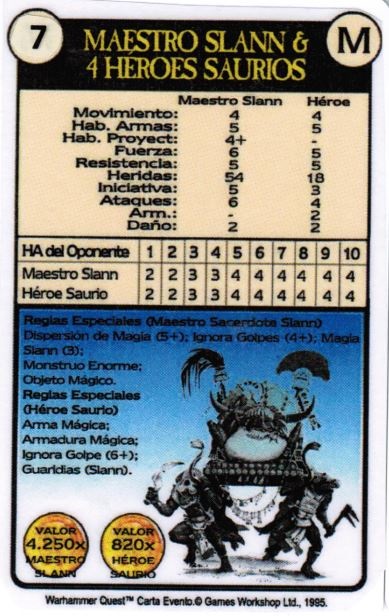 7
M
MAESTRO SLANN &
4 HÉROES SAURIOS
Maestro Slann Héroe
Movimiento: 4 4
Hab. Armas: 5 5
Hab. Proyect: 4+ -
Fuerza: 6 5
Resistencia: 5 5
Heridas: 54 18
Iniciativa: 5 3
Ataques: 6 4
Arm.: - 2
Daño: 2 2
HA del Oponente 1 2 3 4 5 6 7 8 9 10
Maestro Slann 2 2 3 3 4 4 4 4 4 4
Héroe Saurio 2 2 3 3 4 4 4 4 4 4
Reglas Especiales (Maestro Sacerdote Slann)
Dispersión de Magia (5+); Ignora Golpes (4+); Magia
Slann (3);
Monstruo Enorme;
Objeto Mágico.
Reglas Especiales
(Héroe Saurio)
Arma Mágica;
Armadura Mágica;
Ignora Golpe (6+);
Guardias (Slann).
VALOR
4.250x
MAESTRO
SLANN
VALOR
820x
HÉROE
SAURIO
Warhammer Quest™ Carta Evento.© Games Workshop Ltd., 1995.